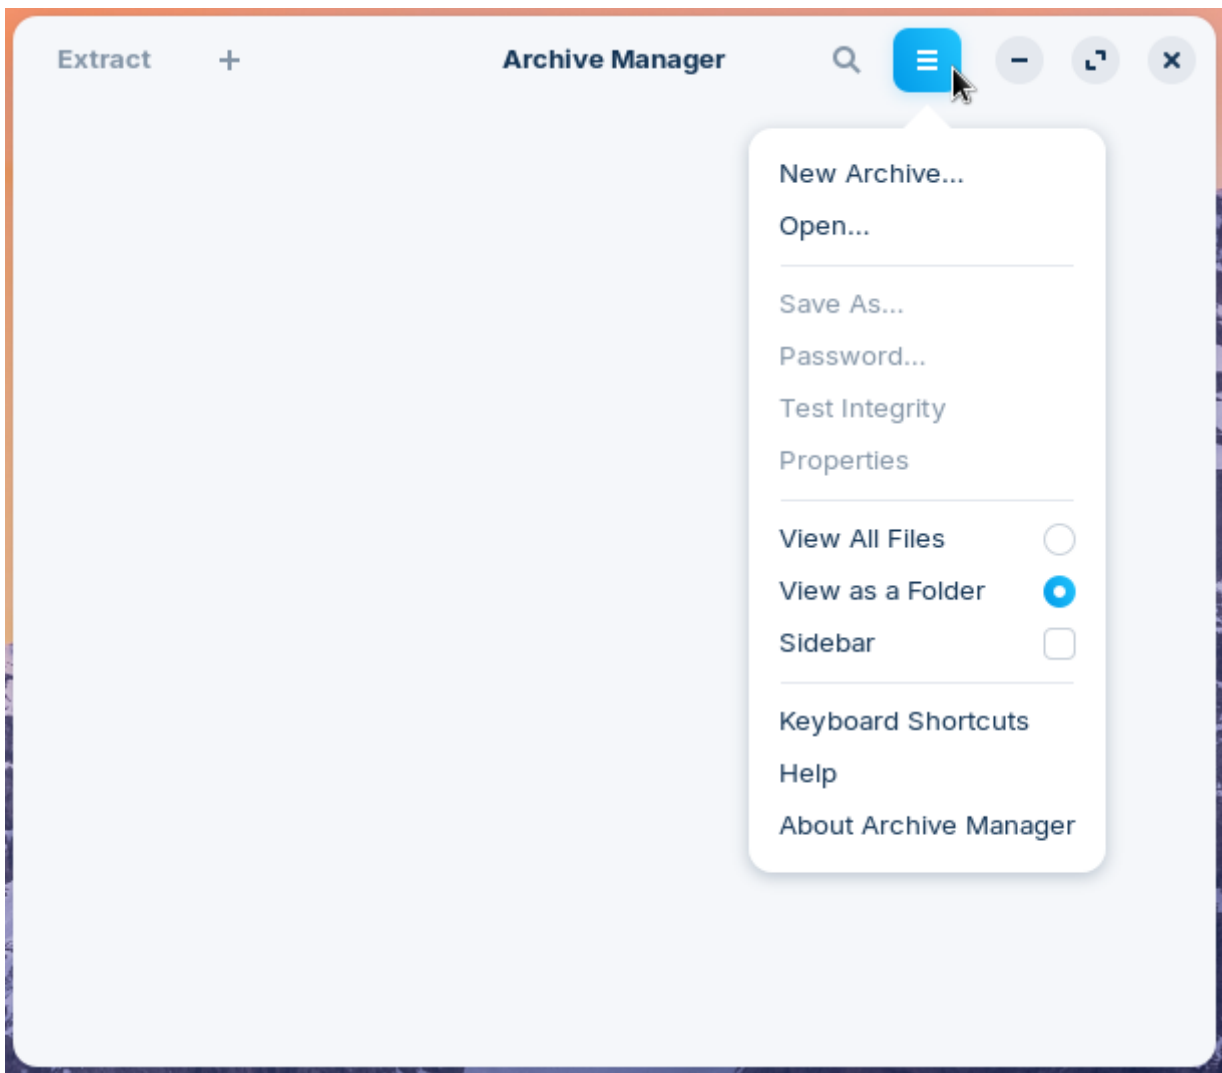 Extract
Archive Manager
New Archive...
Open...
Save As...
Password...
Test Integrity
Properties
View All Files
View as a Folder
Sidebar
Keyboard Shortcuts
Help
About Archive Manager